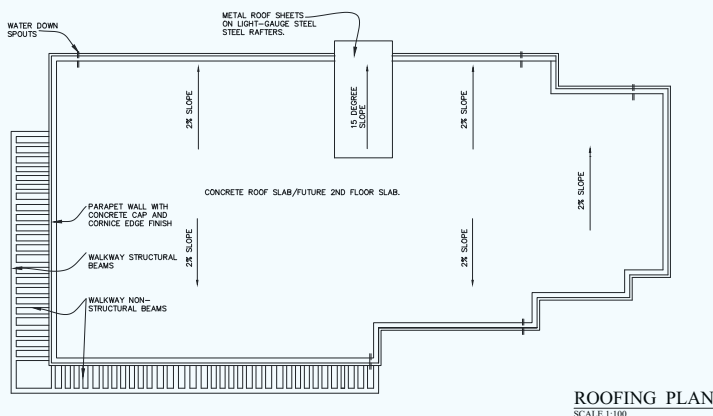 METAL ROOF SHEETS
ON LIGHT-GAUGE STEEL
STEEL RAFTERS.
WATER DOWN
SPOUTS
2% SLOPE
15 DEGREE
SLOPE
2% SLOPE
2% SLOPE
CONCRETE ROOF SLAB/FUTURE 2ND FLOOR SLAB.
PARAPET WALL WITH
CONCRETE CAP AND
CORNICE EDGE FINISH
2% SLOPE
2% SLOPE
WALKWAY STRUCTURAL
BEAMS
WALKWAY NON-
STRUCTURAL BEAMS
ROOFING PLAN
SCALE 1:100